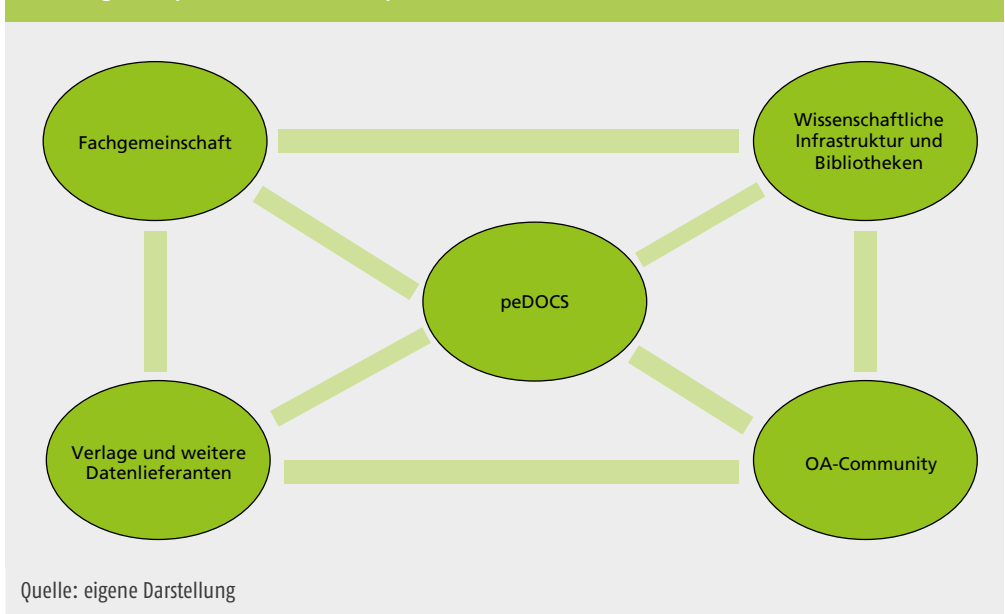 Fachgemeinschaft
Wissenschaftliche
Infrastruktur und
Bibliotheken
peDOCS
Verlage und weitere
Datenlieferanten
OA-Community
Quelle: eigene Darstellung